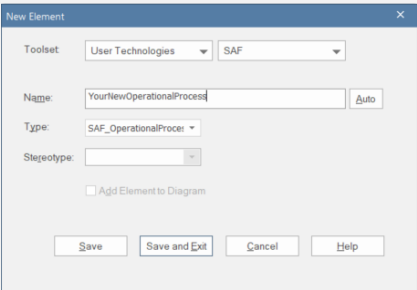 New Element
Toolset
User Technologies
SAF
Name:
YourNewOperationalProcess
Auto
Type:
SAF_OperationalProces
Stereotype:
Add Element to Diagram
Save
Save and Exit
Cancel
Help